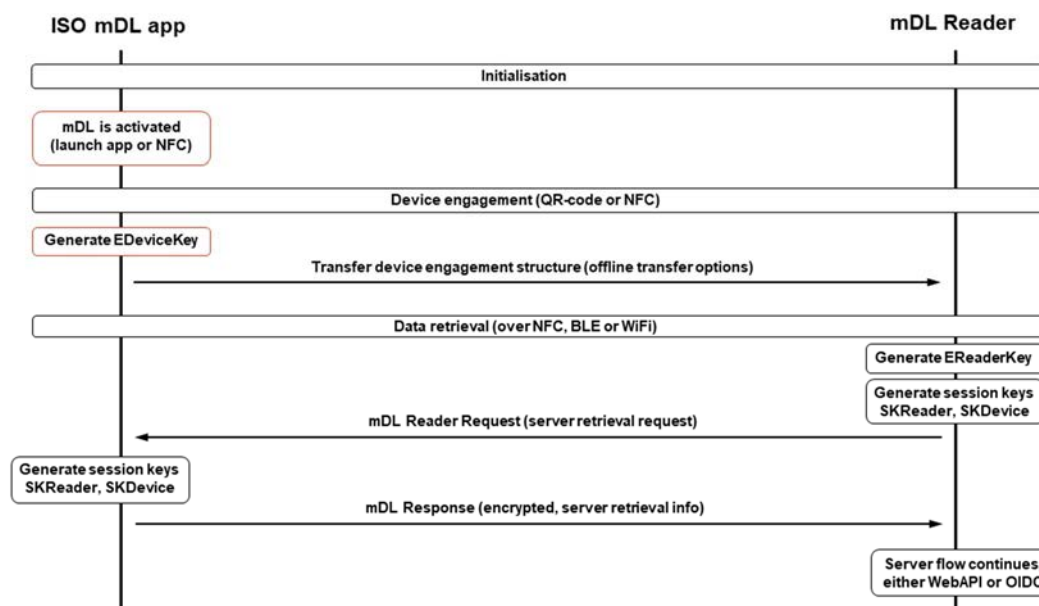 ISO mDL app
mDL Reader
Initialisation
mDL is activated
(launch app or NFC)
Device engagement (QR-code or NFC)
Generate EDeviceKey
Transfer device engagement structure (offline transfer options)
Data retrieval (over NFC, BLE or WiFi)
Generate EReaderKey
Generate session keys
SKReader, SKDevice
mDL Reader Request (server retrieval request)
Generate session keys
SKReader, SKDevice
mDL Response (encrypted, server retrieval info)
Server flow continues
either WebAPI or OIDC